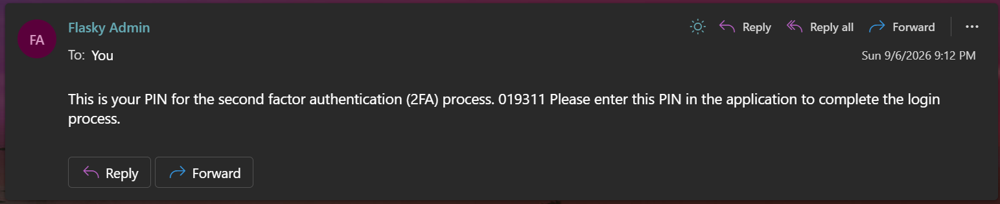 FA
Flasky Admin
Reply Reply all Forward
To: You
Sun 9/6/2026 9:12 PM
This is your PIN for the second factor authentication (2FA) process. 019311 Please enter this PIN in the application to complete the login
process.
Reply Forward